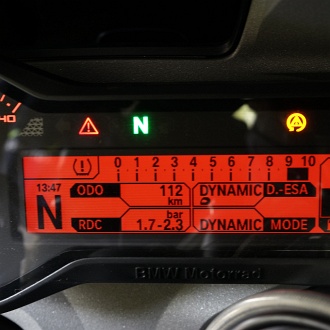 40
N
0 1 2 3 4 5 6 7 8 9 10
13:47 ODO 112 DYNAMIC D.-ESA
km
N
bar
RDC 1.7-2.3 DYNAMIC MODE
BMW Motorrad